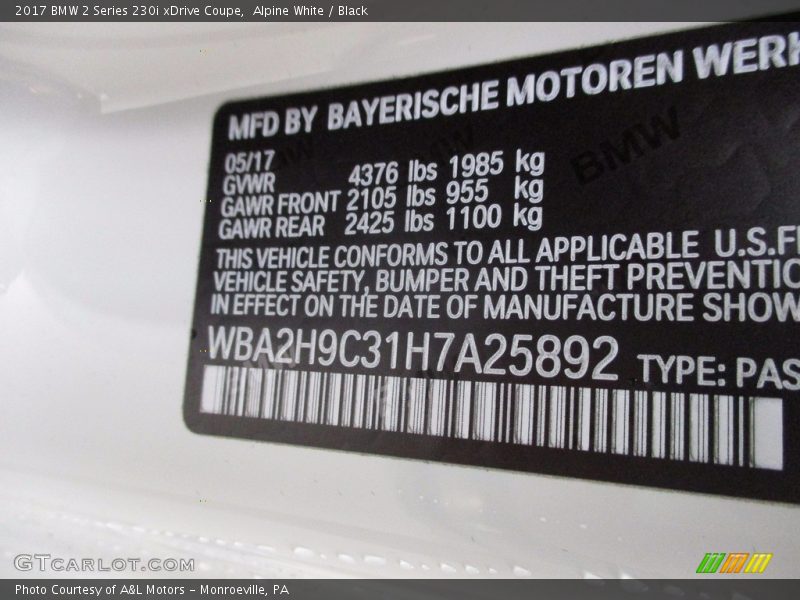 2017 BMW 2 Series 230i xDrive Coupe,  Alpine White / Black
MFD BY BAYERISCHE MOTOREN WERK
05/17
GVWR 4376 lbs 1985 kg
GAWR FRONT 2105 lbs 955 kg
GAWR REAR 2425 lbs 1100 kg
THIS VEHICLE CONFORMS TO ALL APPLICABLE U.S.F
VEHICLE SAFETY, BUMPER AND THEFT PREVENTIO
IN EFFECT ON THE DATE OF MANUFACTURE SHOW
WBA2H9C31H7A25892 TYPE: PAS
BMW
GTCARLOT.COM
Photo Courtesy of A&L Motors - Monroeville, PA